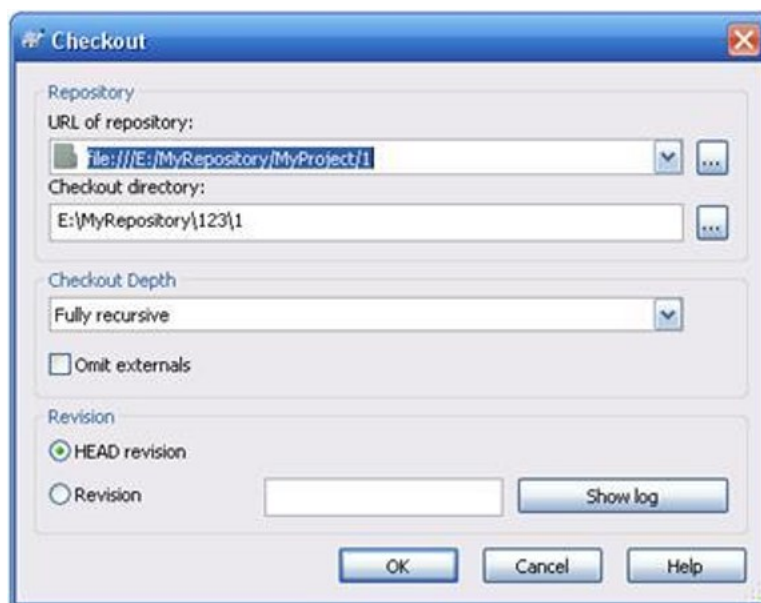 Checkout
Repository
URL of repository:
file:///E:/MyRepository/MyProject/1
...
Checkout directory:
E:\MyRepository\123\1
...
Checkout Depth
Fully recursive
Omit externals
Revision
HEAD revision
Revision
Show log
OK
Cancel
Help